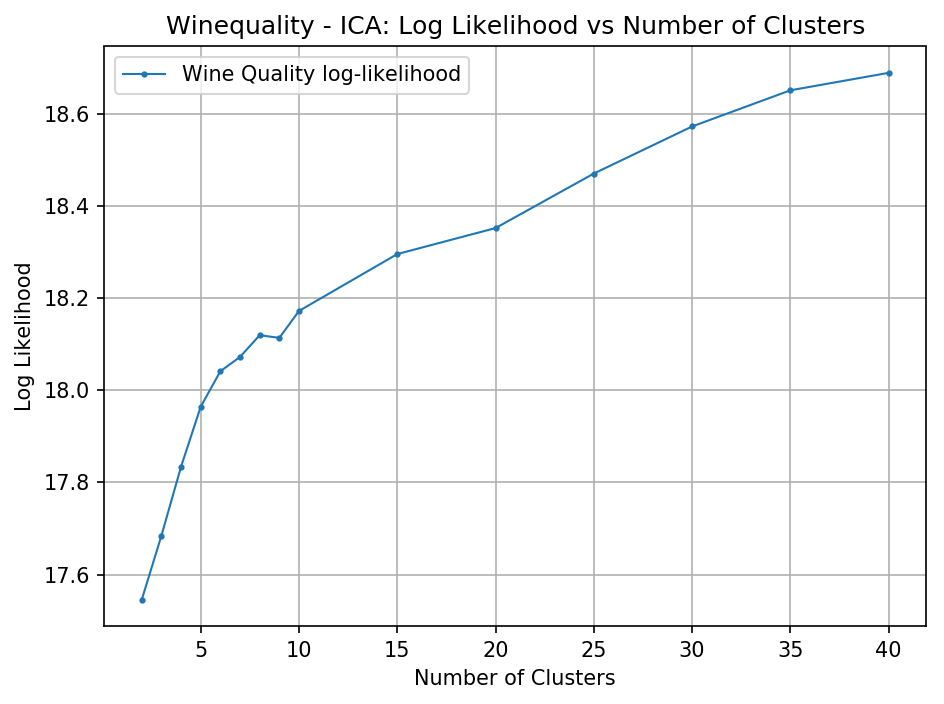 Winequality - ICA: Log Likelihood vs Number of Clusters
Wine Quality log-likelihood
18.6
18.4
18.2
18.0
17.8
17.6
Log Likelihood
5 10 15 20 25 30 35 40
Number of Clusters